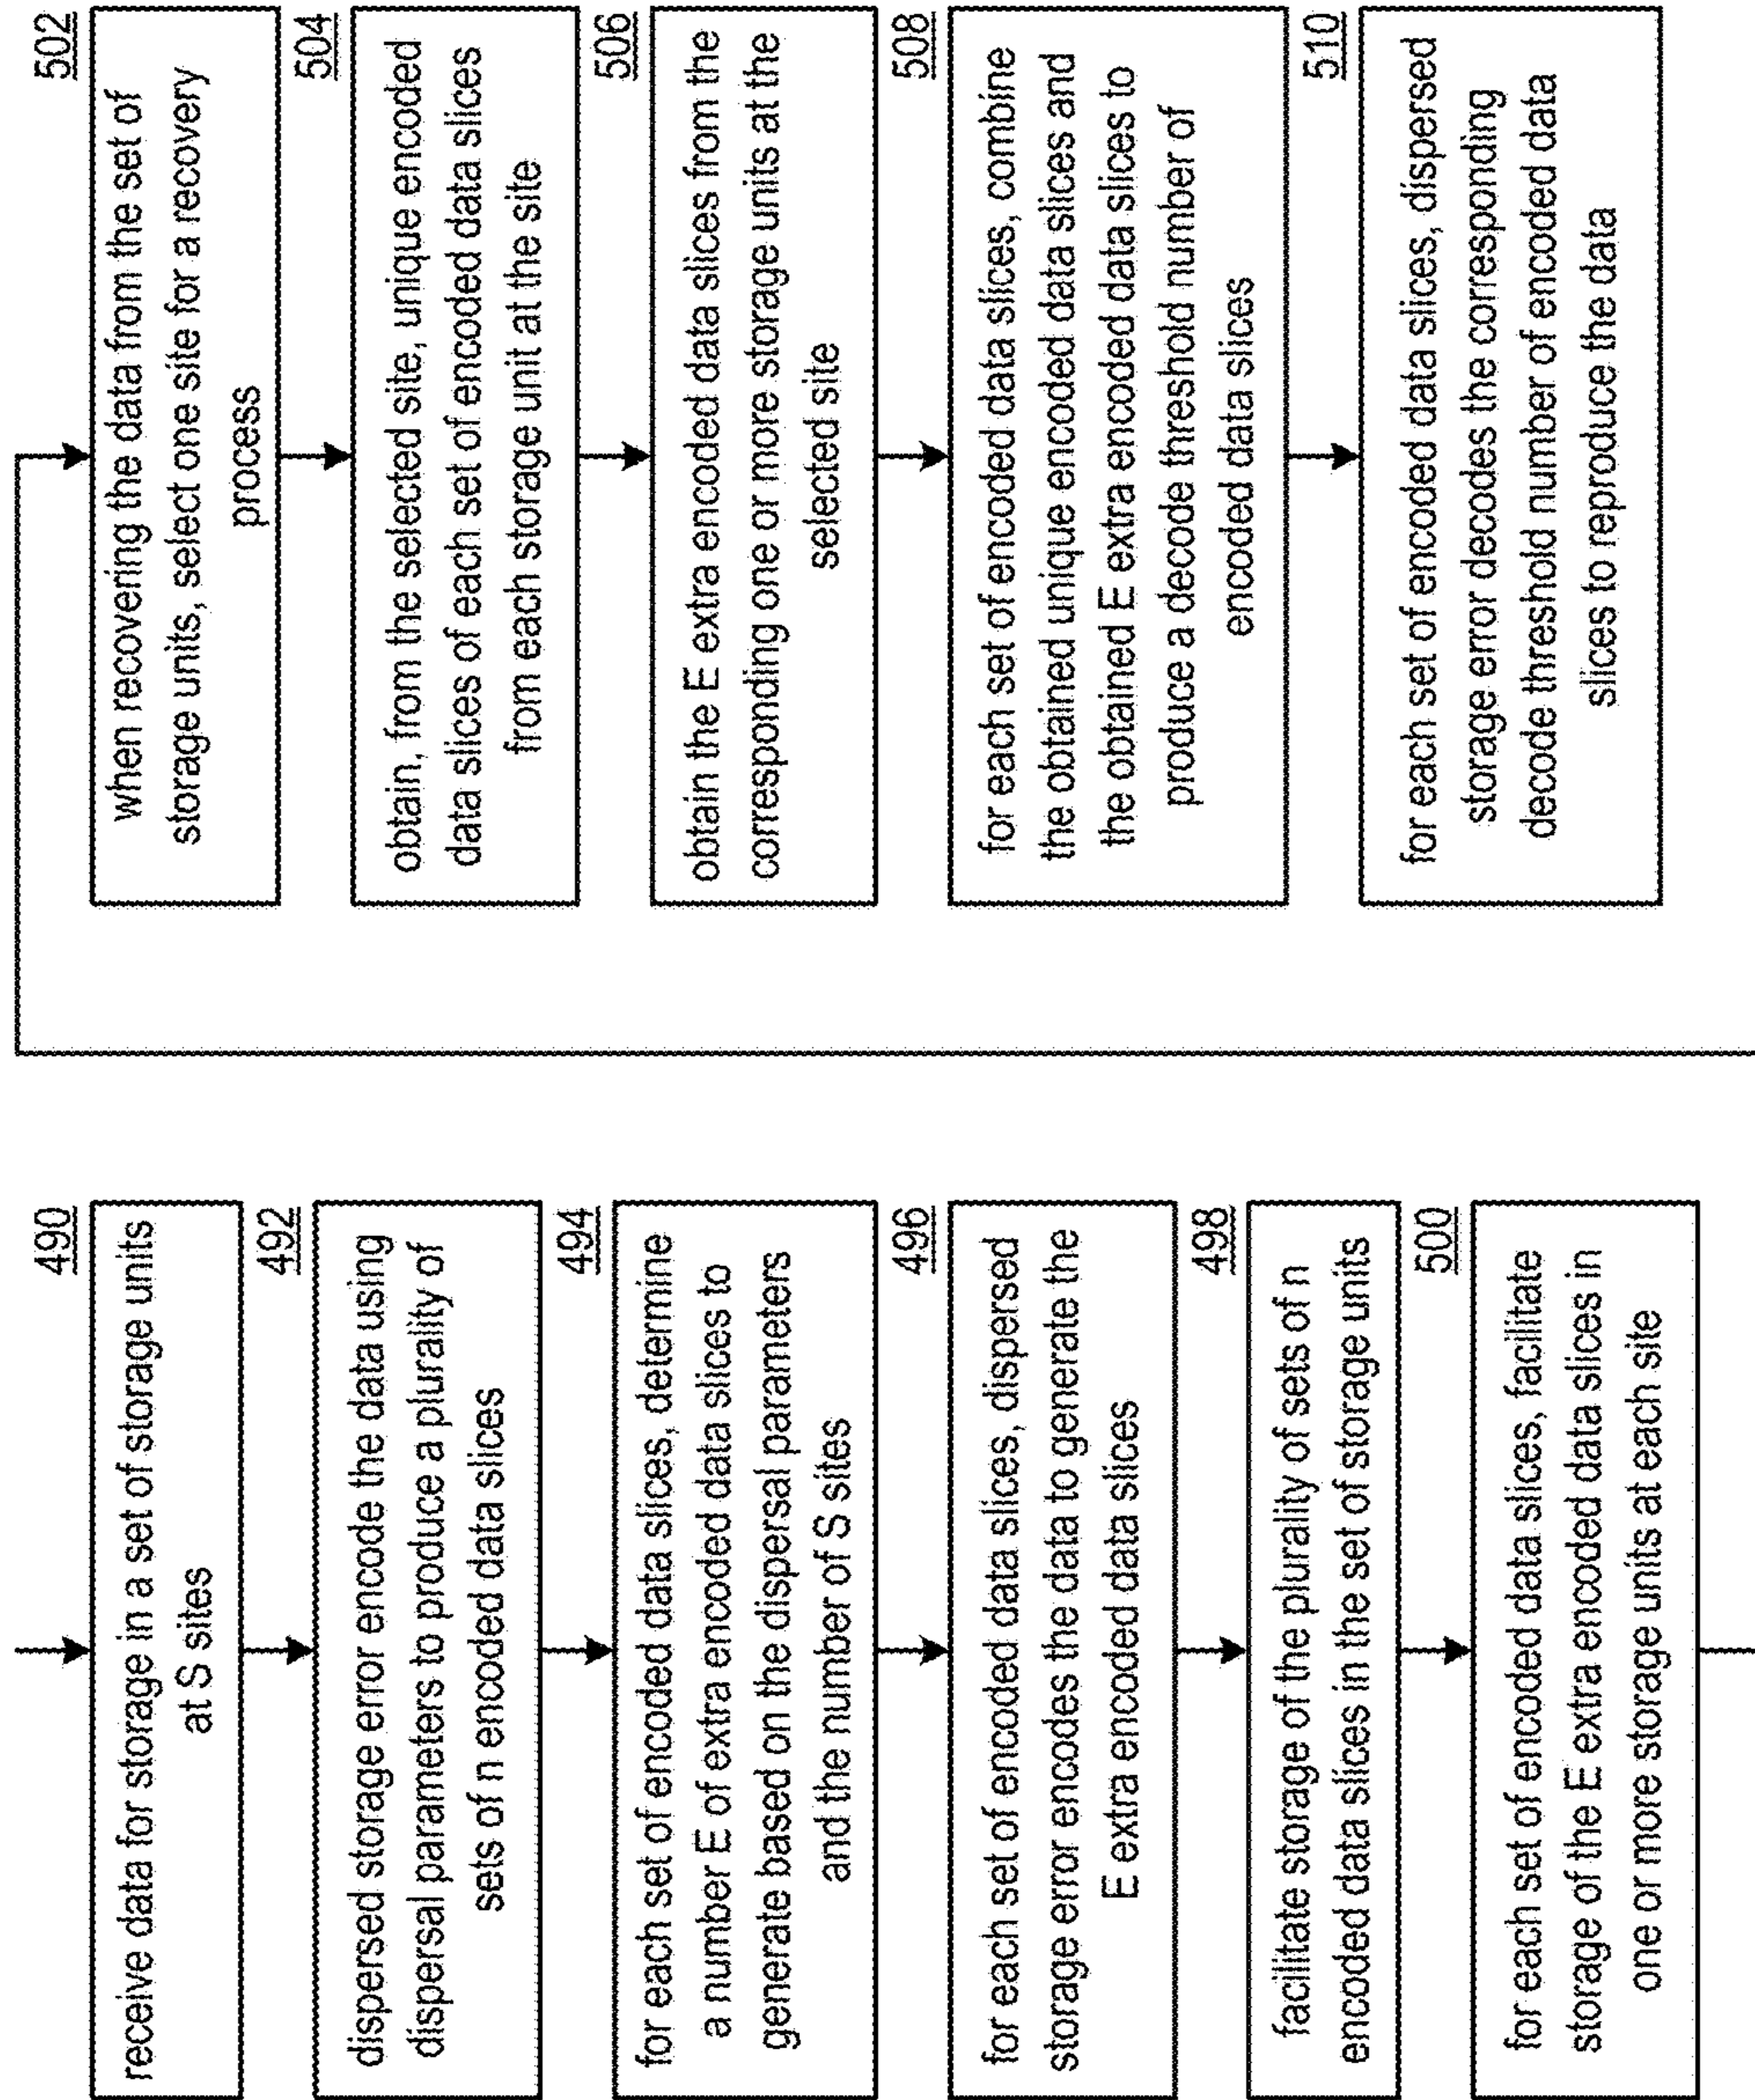 490
receive data for storage in a set of storage units
at S sites
492
dispersed storage error encode the data using
dispersal parameters to produce a plurality of
sets of n encoded data slices
494
for each set of encoded data slices, determine
a number E of extra encoded data slices to
generate based on the dispersal parameters
and the number of S sites
496
for each set of encoded data slices, dispersed
storage error encodes the data to generate the
E extra encoded data slices
498
facilitate storage of the plurality of sets of n
encoded data slices in the set of storage units
500
for each set of encoded data slices, facilitate
storage of the E extra encoded data slices in
one or more storage units at each site
502
when recovering the data from the set of
storage units, select one site for a recovery
process
504
obtain, from the selected site, unique encoded
data slices of each set of encoded data slices
from each storage unit at the site
506
obtain the E extra encoded data slices from the
corresponding one or more storage units at the
selected site
508
for each set of encoded data slices, combine
the obtained unique encoded data slices and
the obtained E extra encoded data slices to
produce a decode threshold number of
encoded data slices
510
for each set of encoded data slices, dispersed
storage error decodes the corresponding
decode threshold number of encoded data
slices to reproduce the data